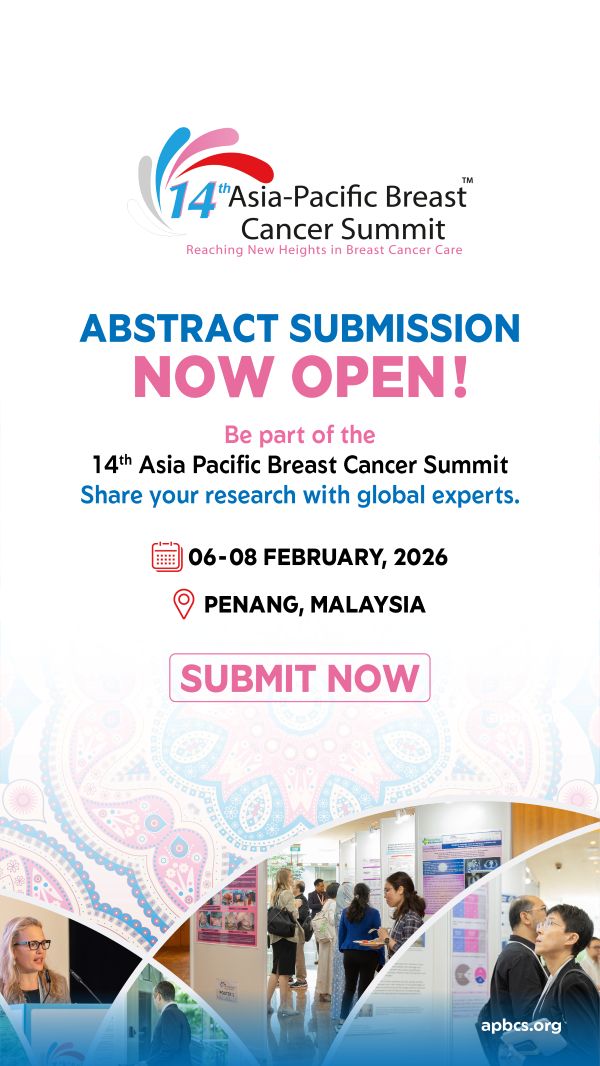 14th Asia-Pacific Breast™
Cancer Summit
Reaching New Heights in Breast Cancer Care
ABSTRACT SUBMISSION
NOW OPEN!
Be part of the
14th Asia Pacific Breast Cancer Summit
Share your research with global experts.
06-08 FEBRUARY, 2026
PENANG, MALAYSIA
SUBMIT NOW
apbcs.org